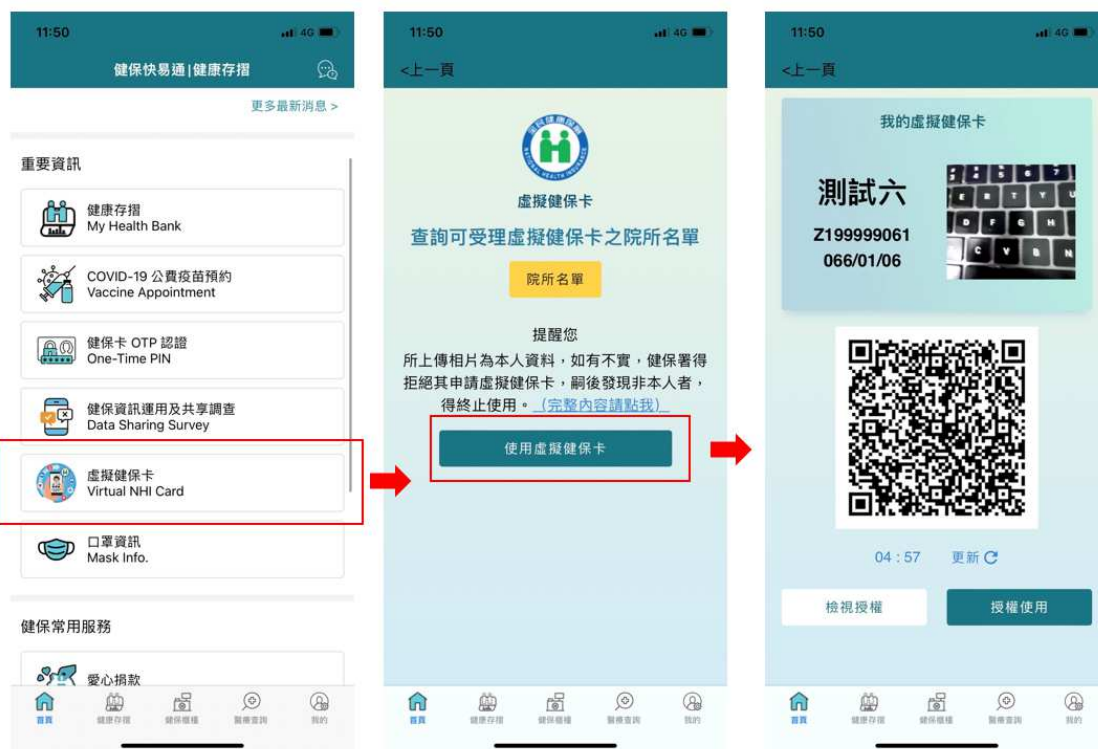 11:50
4G
健保快易通|健康存摺
更多最新消息 >
重要資訊
健康存摺
My Health Bank
COVID-19 公費疫苗預約
Vaccine Appointment
健保卡 OTP 認證
One-Time PIN
健保資訊運用及共享調查
Data Sharing Survey
虛擬健保卡
Virtual NHI Card
口罩資訊
Mask Info.
健保常用服務
愛心捐款
首頁
健康存摺
健保櫃檯
醫療查詢
我的
11:50
4G
<上一頁
全民健康保險
NATIONAL HEALTH INSURANCE
虛擬健保卡
查詢可受理虛擬健保卡之院所名單
院所名單
提醒您
所上傳相片為本人資料，如有不實，健保署得
拒絕其申請虛擬健保卡，嗣後發現非本人者，
得終止使用。（完整內容請點我）
使用虛擬健保卡
首頁
健康存摺
健保櫃檯
醫療查詢
我的
11:50
4G
<上一頁
我的虛擬健保卡
測試六
Z199999061
066/01/06
04：57
更新
檢視授權
授權使用
首頁
健康存摺
健保櫃檯
醫療查詢
我的